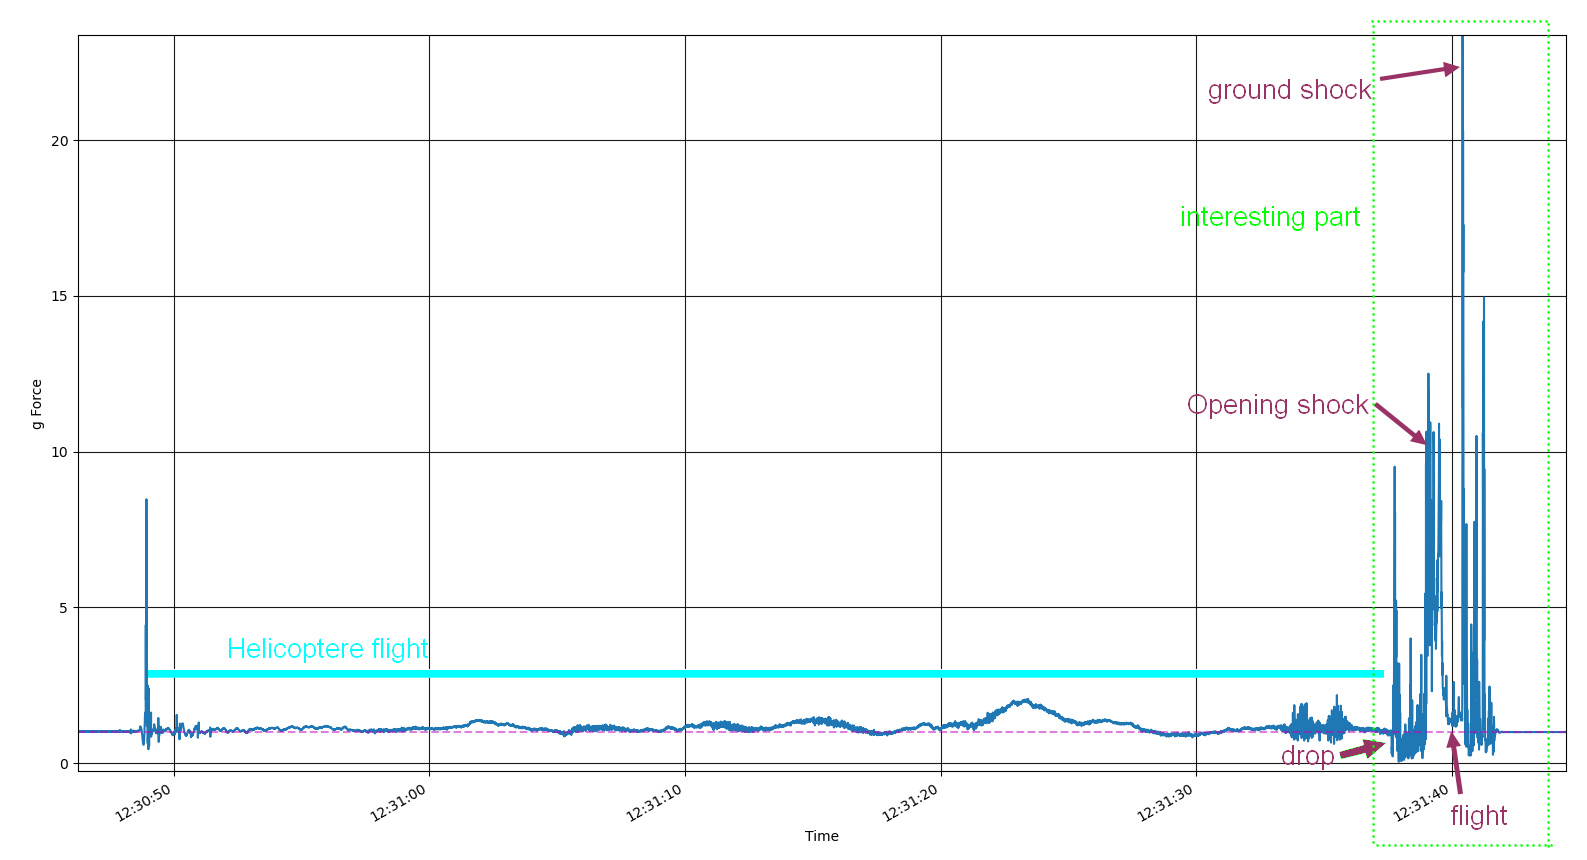 ground shock
20
interesting part
15
g Force
Opening shock
10
5
Helicoptere flight
drop
0
12:30:50
12:31:00
12:31:10
12:31:20
12:31:30
12:31:40
flight
Time